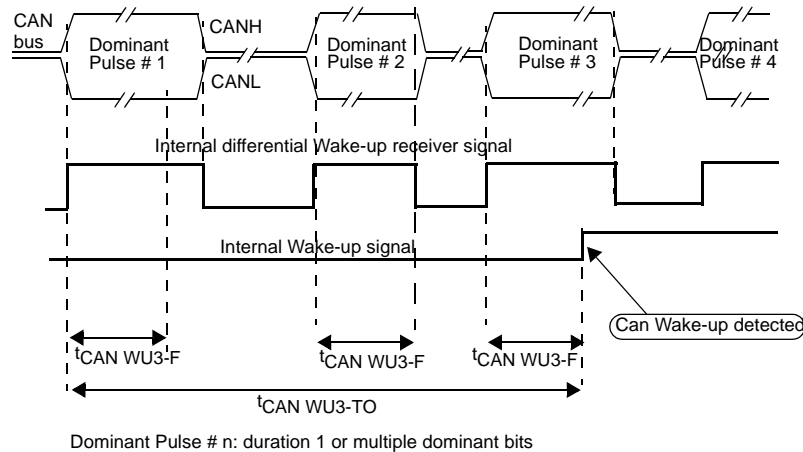 CAN
bus
CANH
CANL
Dominant
Pulse # 1
Dominant
Pulse # 2
Dominant
Pulse # 3
Dominant
Pulse # 4
Internal differential Wake-up receiver signal
Internal Wake-up signal
Can Wake-up detected
tCAN WU3-F
tCAN WU3-F
tCAN WU3-F
tCAN WU3-TO
Dominant Pulse # n: duration 1 or multiple dominant bits